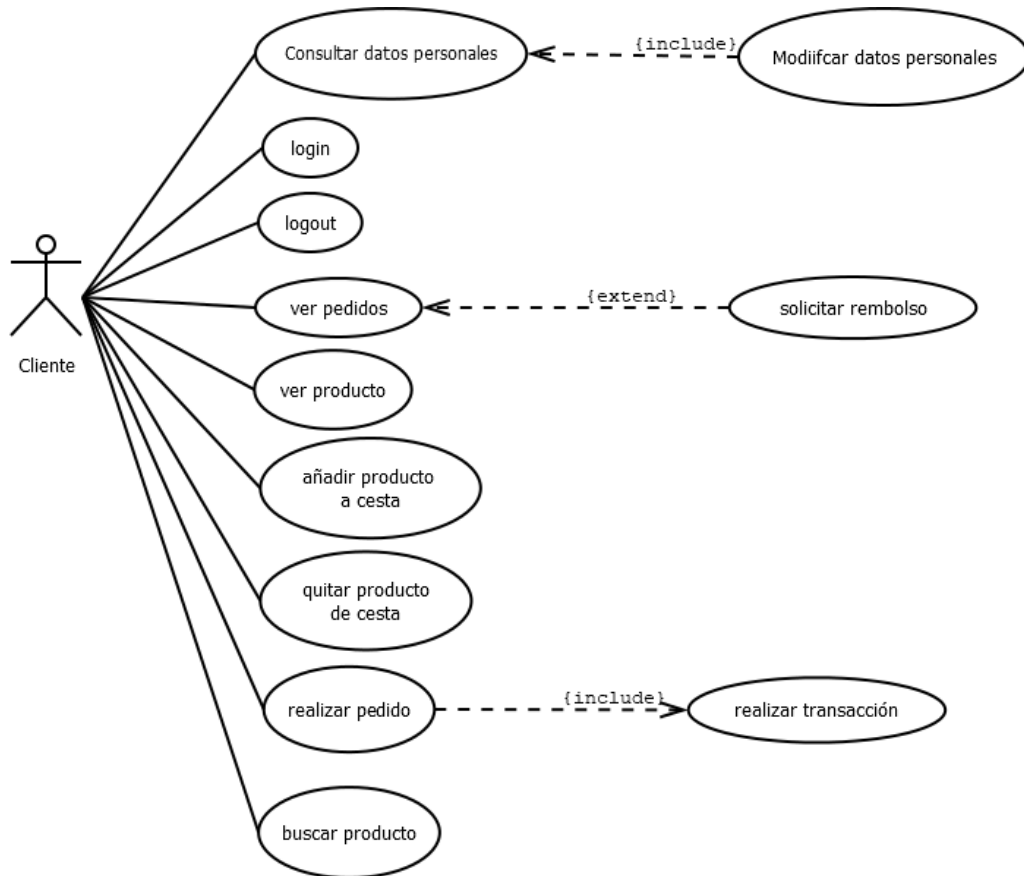 Consultar datos personales
{include}
Modiifcar datos personales
login
logout
ver pedidos
{extend}
solicitar rembolso
Cliente
ver producto
añadir producto
a cesta
quitar producto
de cesta
realizar pedido
{include}
realizar transacción
buscar producto